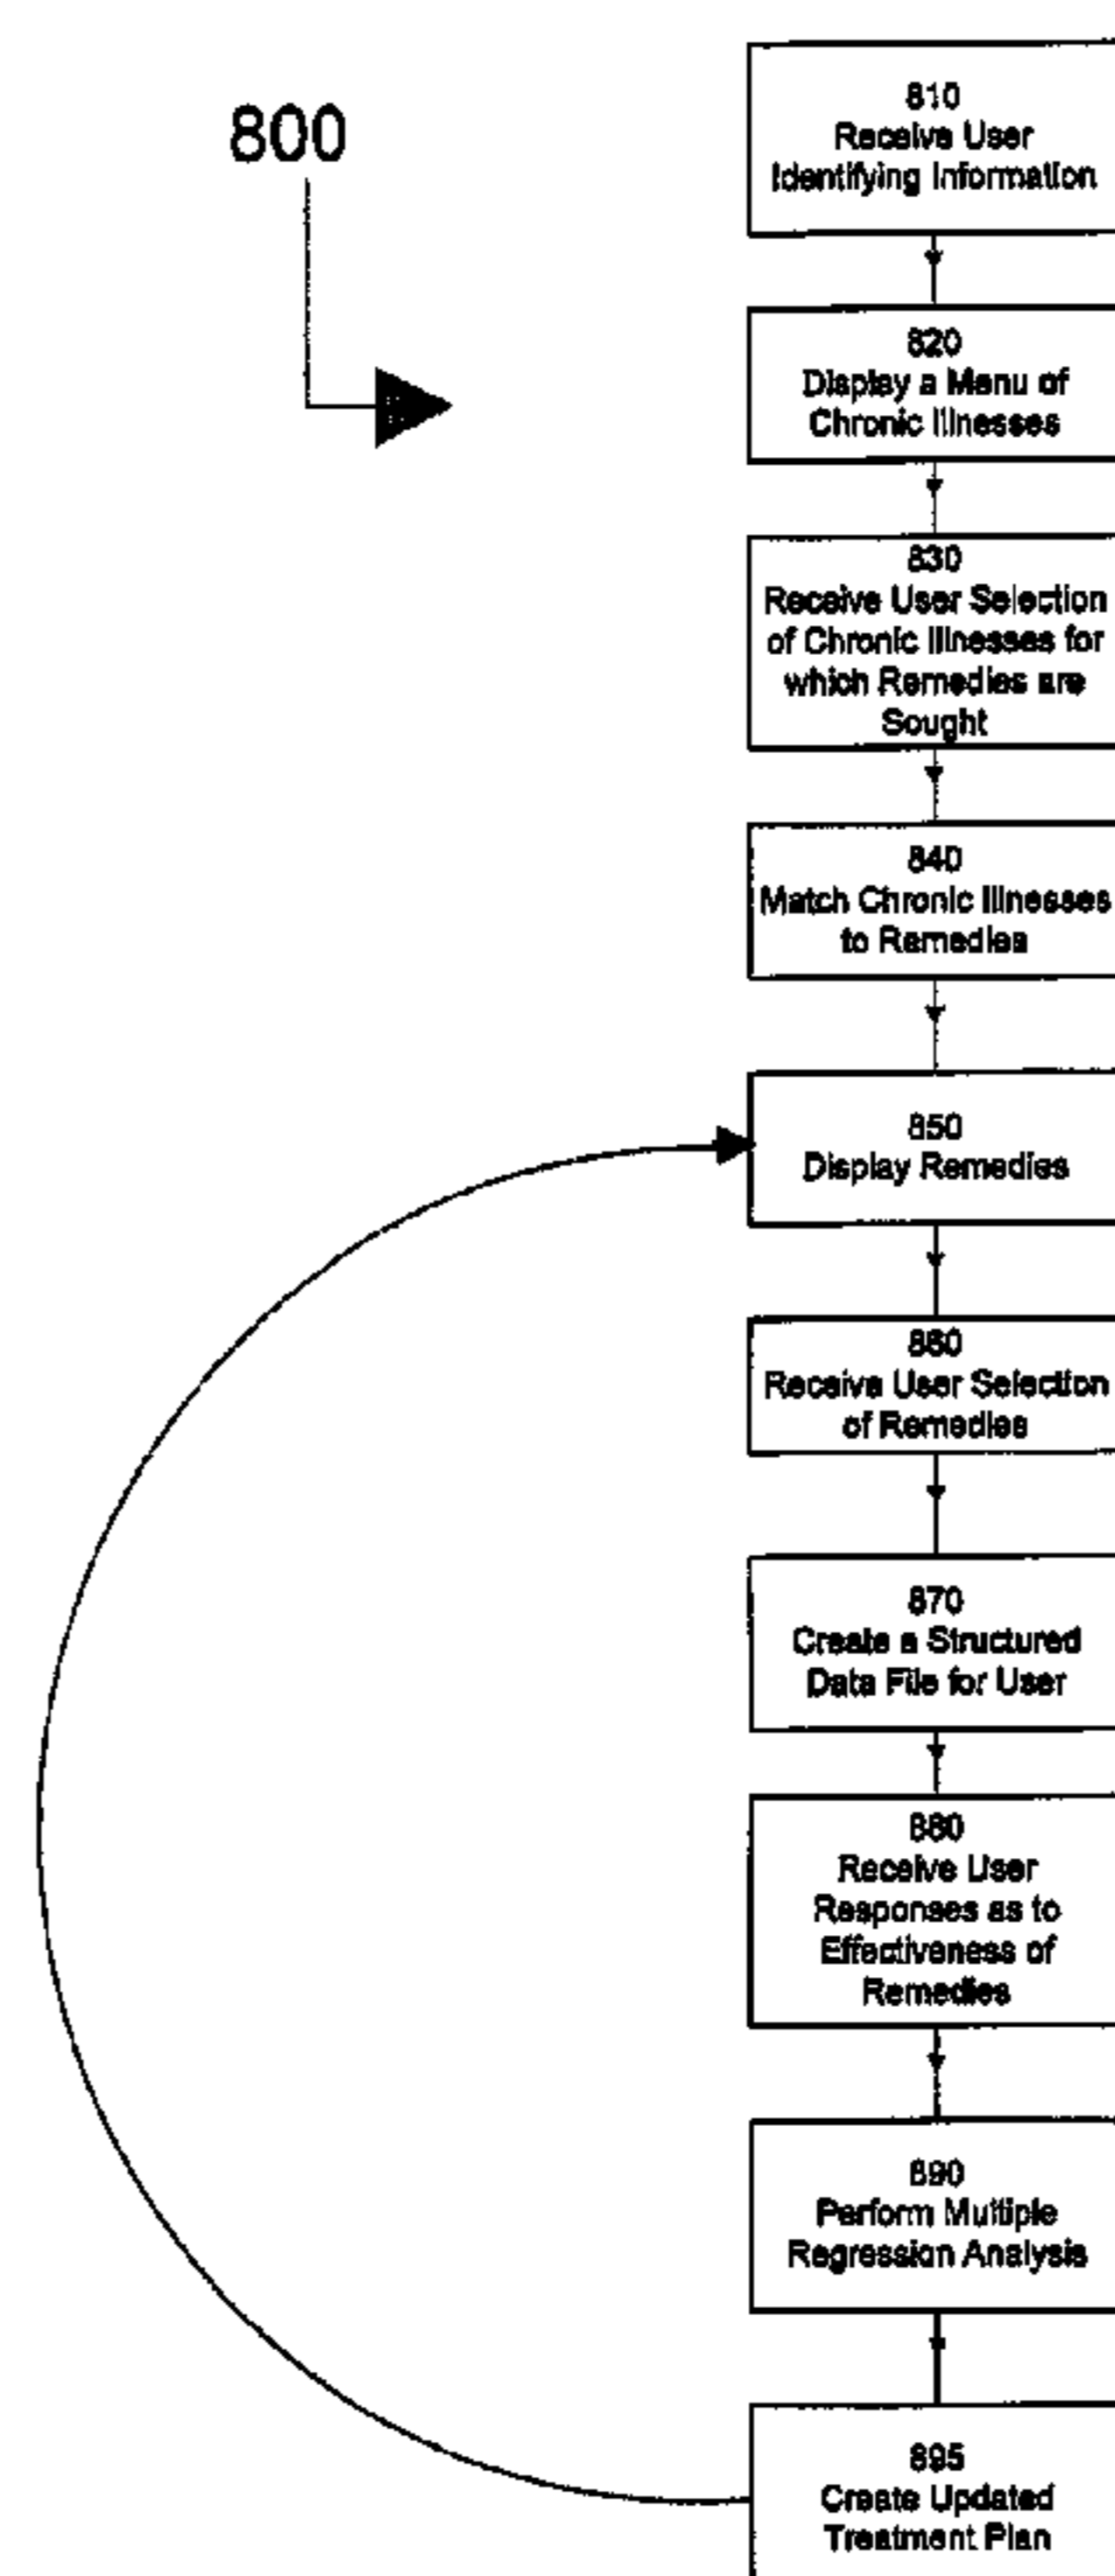 800
810
Receive User
Identifying Information
820
Display a Menu of
Chronic Illnesses
830
Receive User Selection
of Chronic Illnesses for
which Remedies are
Sought
840
Match Chronic Illnesses
to Remedies
850
Display Remedies
860
Receive User Selection
of Remedies
870
Create a Structured
Data File for User
880
Receive User
Responses as to
Effectiveness of
Remedies
890
Perform Multiple
Regression Analysis
895
Create Updated
Treatment Plan